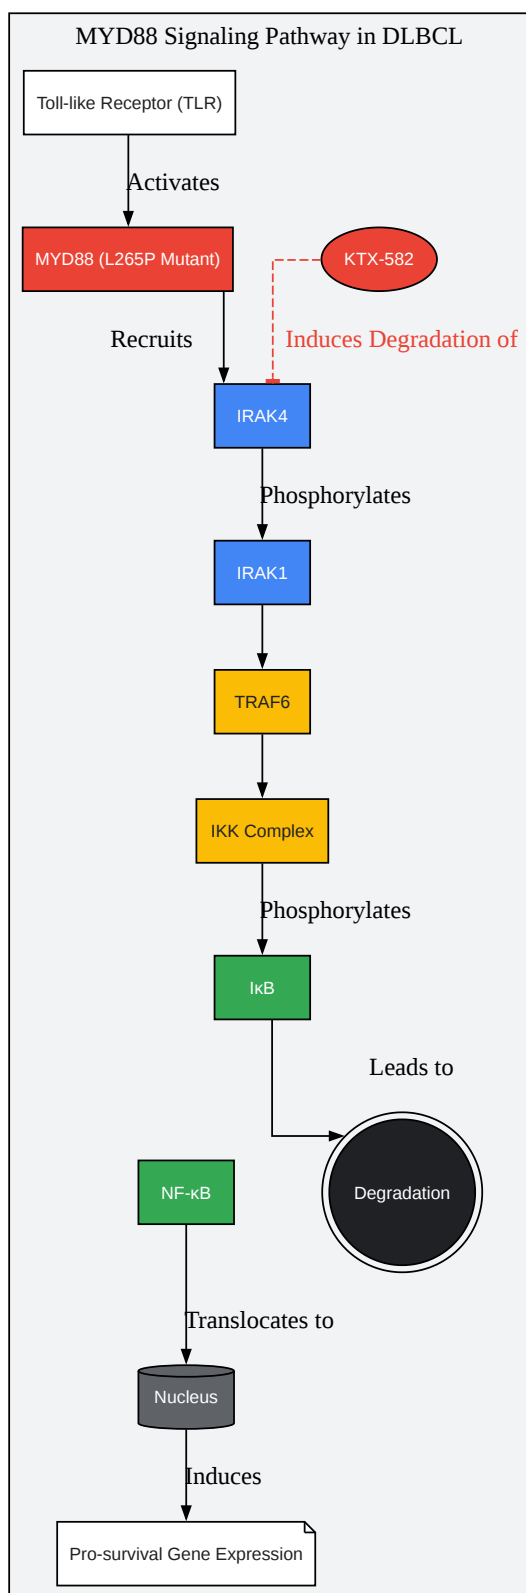 MYD88 Signaling Pathway in DLBCL
Toll-like Receptor (TLR)
Activates
MYD88 (L265P Mutant)
KTX-582
Recruits
Induces Degradation of
IRAK4
Phosphorylates
IRAK1
TRAF6
IKK Complex
Phosphorylates
IκB
Leads to
NF-κB
Degradation
Translocates to
Nucleus
Induces
Pro-survival Gene Expression